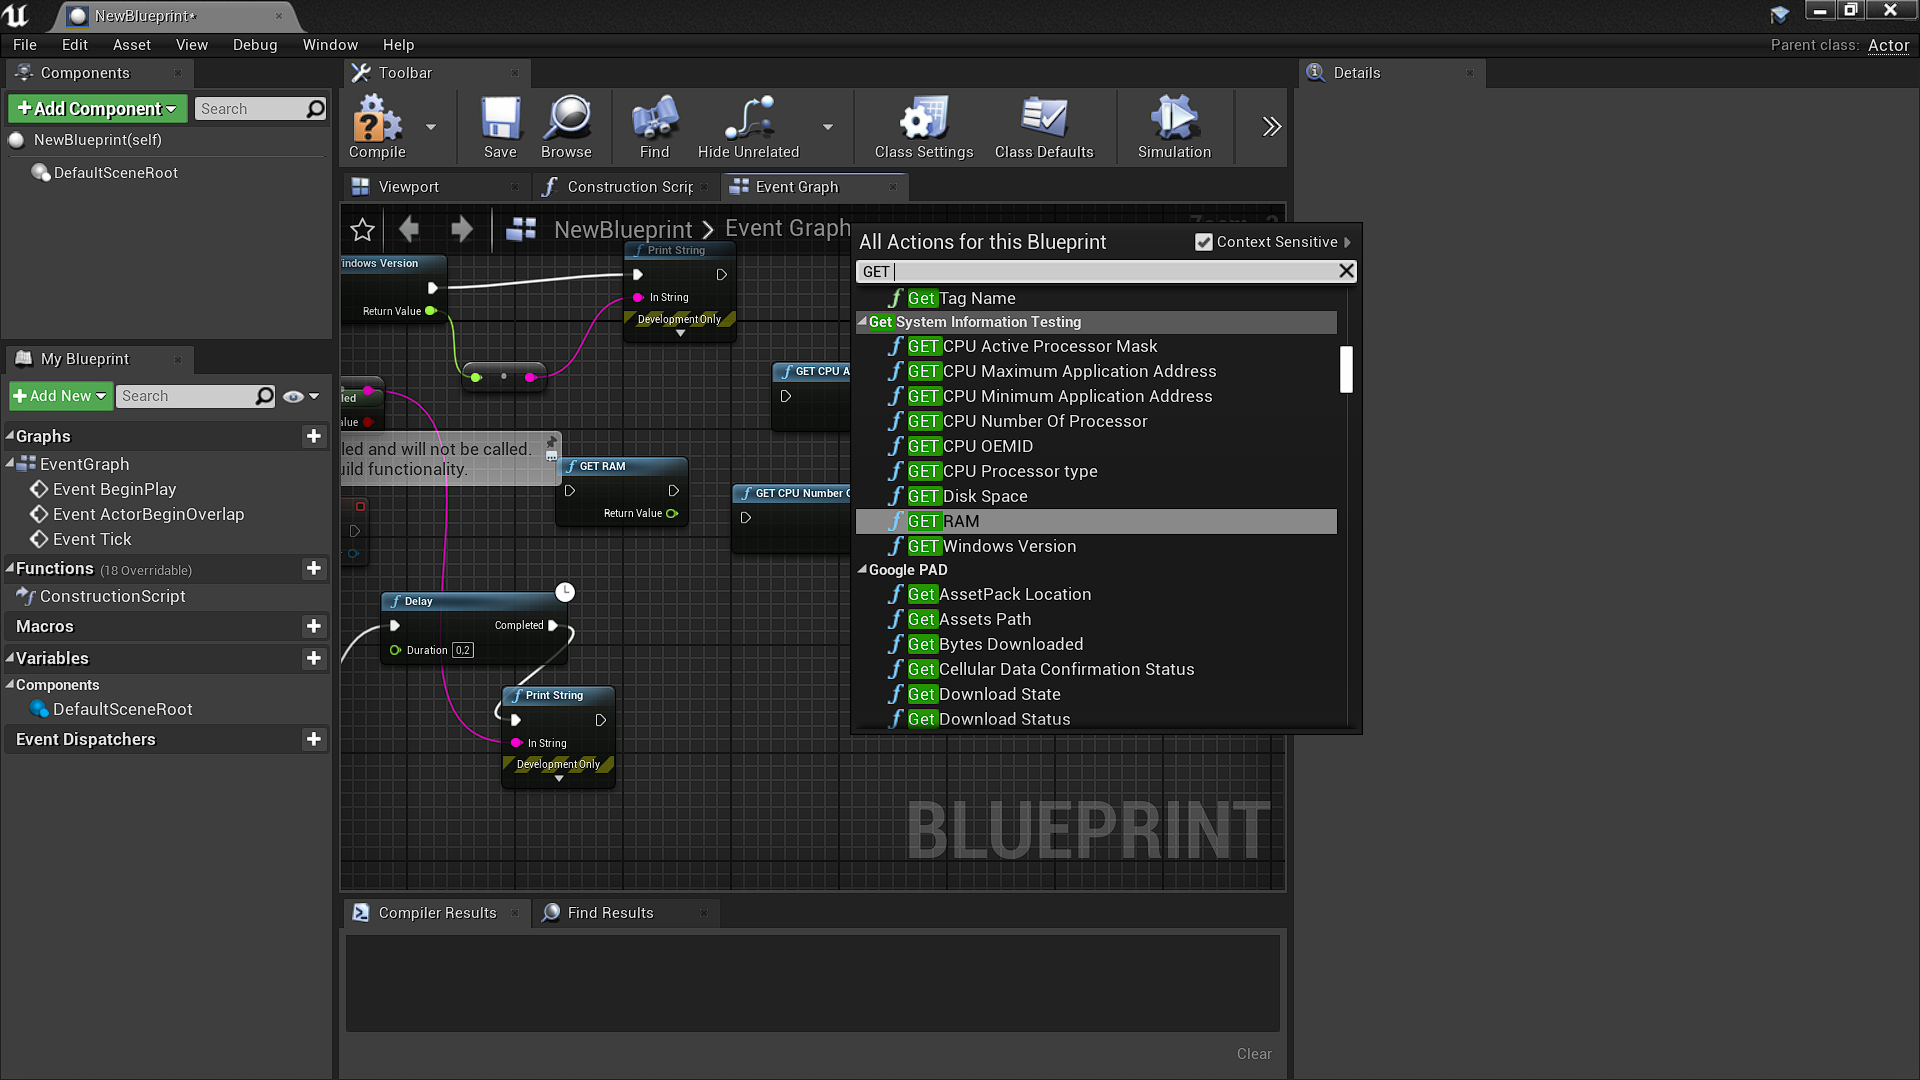 NewBlueprint*
File Edit Asset View Debug Window Help
Parent class: Actor
Components
Toolbar
Details
Add Component
Search
NewBlueprint(self)
DefaultSceneRoot
Compile
Save
Browse
Find
Hide Unrelated
Class Settings
Class Defaults
Simulation
Viewport
Construction Scrip
Event Graph
NewBlueprint > Event Graph
indows Version
Return Value
Print String
In String
Development Only
GET CPU A
led
alue
led and will not be called.
uild functionality.
GET RAM
Return Value
GET CPU Number O
Delay
Completed
Duration 0,2
Print String
In String
Development Only
BLUEPRINT
All Actions for this Blueprint
Context Sensitive
GET
Get Tag Name
Get System Information Testing
GET CPU Active Processor Mask
GET CPU Maximum Application Address
GET CPU Minimum Application Address
GET CPU Number Of Processor
GET CPU OEMID
GET CPU Processor type
GET Disk Space
GET RAM
GET Windows Version
Google PAD
Get AssetPack Location
Get Assets Path
Get Bytes Downloaded
Get Cellular Data Confirmation Status
Get Download State
Get Download Status
My Blueprint
Add New
Search
Graphs
EventGraph
Event BeginPlay
Event ActorBeginOverlap
Event Tick
Functions (18 Overridable)
ConstructionScript
Macros
Variables
Components
DefaultSceneRoot
Event Dispatchers
Compiler Results
Find Results
Clear